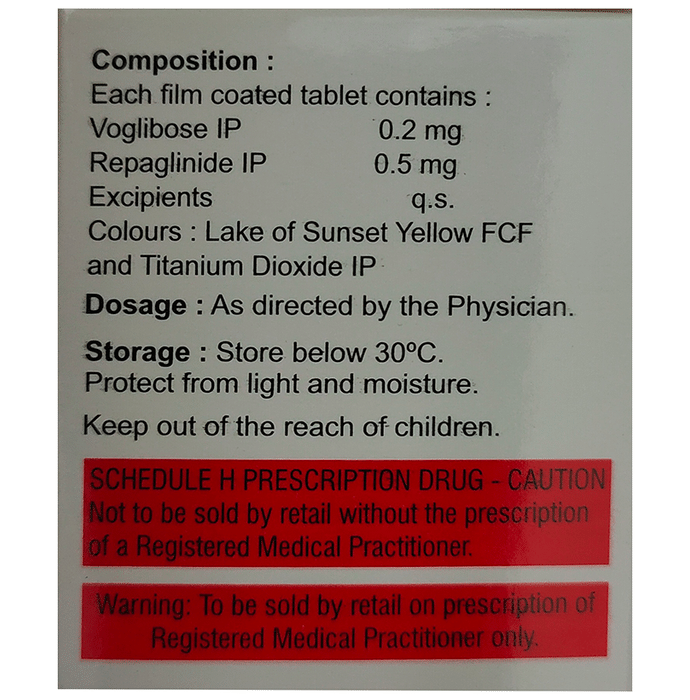 Composition :
Each film coated tablet contains :
Voglibose IP 0.2 mg
Repaglinide IP 0.5 mg
Excipients q.s.
Colours : Lake of Sunset Yellow FCF
and Titanium Dioxide IP
Dosage : As directed by the Physician.
Storage : Store below 30ºC.
Protect from light and moisture.
Keep out of the reach of children.
SCHEDULE H PRESCRIPTION DRUG - CAUTION
Not to be sold by retail without the prescription
of a Registered Medical Practitioner.
Warning: To be sold by retail on prescription of
Registered Medical Practitioner only.